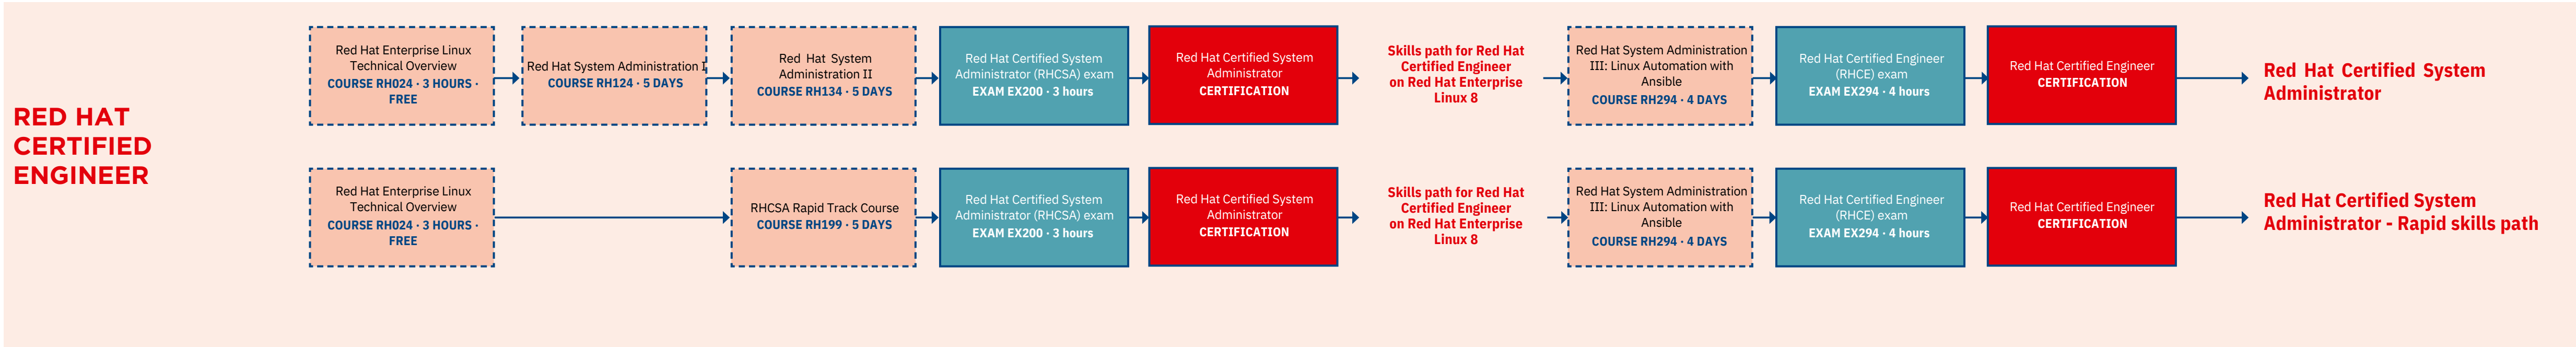 RED HAT
CERTIFIED
ENGINEER
Red Hat Enterprise Linux
Technical Overview
COURSE RH024 · 3 HOURS ·
FREE
Red Hat System Administration I
COURSE RH124 · 5 DAYS
Red Hat System
Administration II
COURSE RH134 · 5 DAYS
Red Hat Certified System
Administrator (RHCSA) exam
EXAM EX200 · 3 hours
Red Hat Certified System
Administrator
CERTIFICATION
Skills path for Red Hat
Certified Engineer
on Red Hat Enterprise
Linux 8
Red Hat System Administration
III: Linux Automation with
Ansible
COURSE RH294 · 4 DAYS
Red Hat Certified Engineer
(RHCE) exam
EXAM EX294 · 4 hours
Red Hat Certified Engineer
CERTIFICATION
Red Hat Certified System
Administrator
Red Hat Enterprise Linux
Technical Overview
COURSE RH024 · 3 HOURS ·
FREE
RHCSA Rapid Track Course
COURSE RH199 · 5 DAYS
Red Hat Certified System
Administrator (RHCSA) exam
EXAM EX200 · 3 hours
Red Hat Certified System
Administrator
CERTIFICATION
Skills path for Red Hat
Certified Engineer
on Red Hat Enterprise
Linux 8
Red Hat System Administration
III: Linux Automation with
Ansible
COURSE RH294 · 4 DAYS
Red Hat Certified Engineer
(RHCE) exam
EXAM EX294 · 4 hours
Red Hat Certified Engineer
CERTIFICATION
Red Hat Certified System
Administrator - Rapid skills path